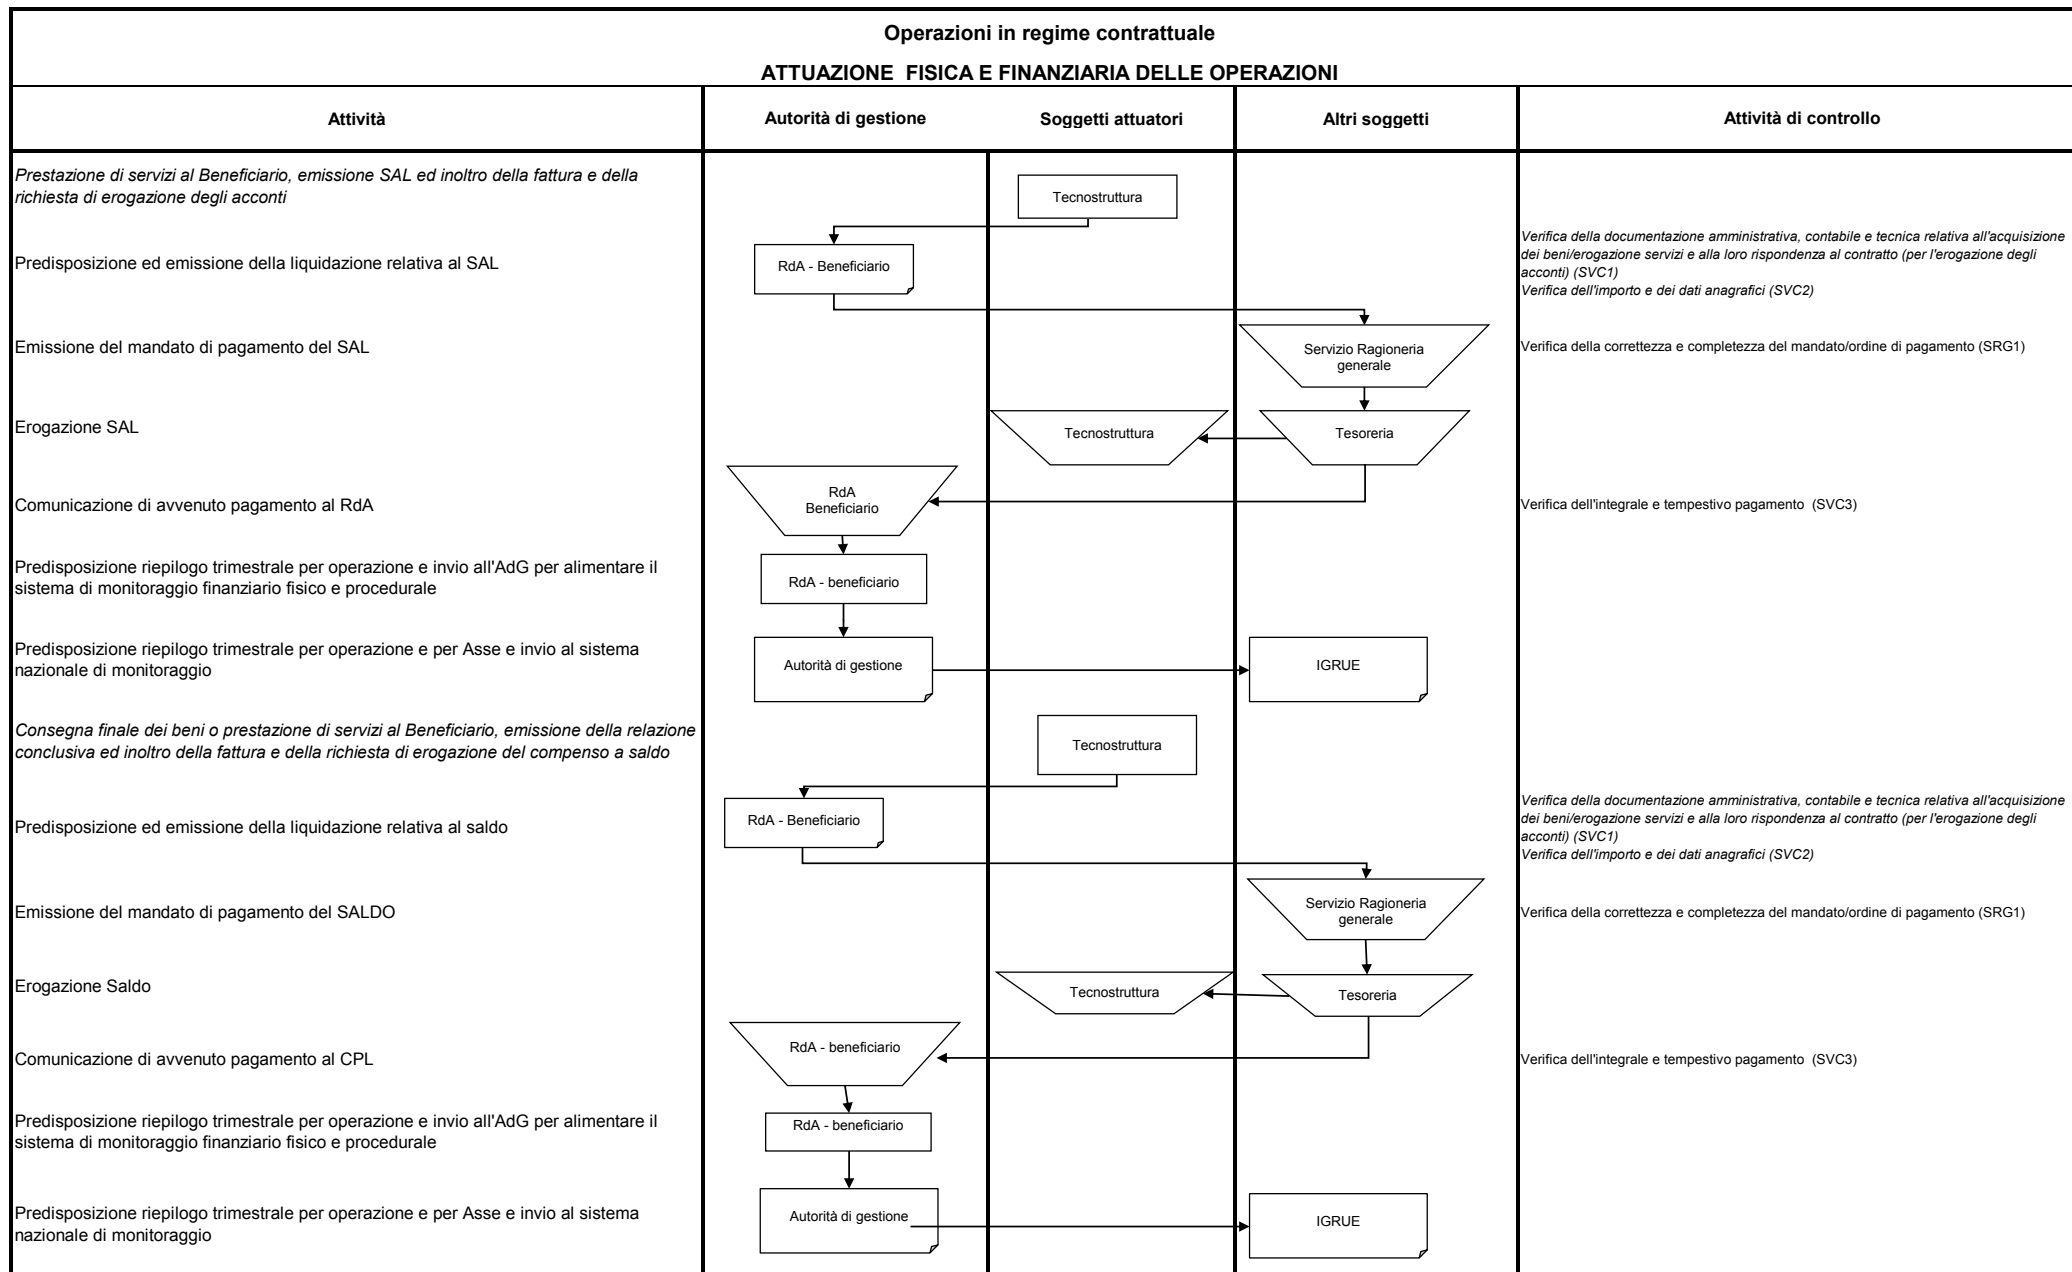 Operazioni in regime contrattuale
ATTUAZIONE FISICA E FINANZIARIA DELLE OPERAZIONI
Attività
Autorità di gestione
Soggetti attuatori
Altri soggetti
Attività di controllo
Prestazione di servizi al Beneficiario, emissione SAL ed inoltro della fattura e della
richiesta di erogazione degli acconti
Tecnostruttura
Predisposizione ed emissione della liquidazione relativa al SAL
RdA - Beneficiario
Verifica della documentazione amministrativa, contabile e tecnica relativa all'acquisizione
dei beni/erogazione servizi e alla loro rispondenza al contratto (per l'erogazione degli
acconti) (SVC1)
Verifica dell'importo e dei dati anagrafici (SVC2)
Emissione del mandato di pagamento del SAL
Servizio Ragioneria
generale
Verifica della correttezza e completezza del mandato/ordine di pagamento (SRG1)
Erogazione SAL
Tecnostruttura
Tesoreria
Comunicazione di avvenuto pagamento al RdA
RdA
Beneficiario
Verifica dell'integrale e tempestivo pagamento (SVC3)
Predisposizione riepilogo trimestrale per operazione e invio all'AdG per alimentare il
sistema di monitoraggio finanziario fisico e procedurale
RdA - beneficiario
Predisposizione riepilogo trimestrale per operazione e per Asse e invio al sistema
nazionale di monitoraggio
Autorità di gestione
IGRUE
Consegna finale dei beni o prestazione di servizi al Beneficiario, emissione della relazione
conclusiva ed inoltro della fattura e della richiesta di erogazione del compenso a saldo
Tecnostruttura
Predisposizione ed emissione della liquidazione relativa al saldo
RdA - Beneficiario
Verifica della documentazione amministrativa, contabile e tecnica relativa all'acquisizione
dei beni/erogazione servizi e alla loro rispondenza al contratto (per l'erogazione degli
acconti) (SVC1)
Verifica dell'importo e dei dati anagrafici (SVC2)
Emissione del mandato di pagamento del SALDO
Servizio Ragioneria
generale
Verifica della correttezza e completezza del mandato/ordine di pagamento (SRG1)
Erogazione Saldo
Tecnostruttura
Tesoreria
Comunicazione di avvenuto pagamento al CPL
RdA - beneficiario
Verifica dell'integrale e tempestivo pagamento (SVC3)
Predisposizione riepilogo trimestrale per operazione e invio all'AdG per alimentare il
sistema di monitoraggio finanziario fisico e procedurale
RdA - beneficiario
Predisposizione riepilogo trimestrale per operazione e per Asse e invio al sistema
nazionale di monitoraggio
Autorità di gestione
IGRUE